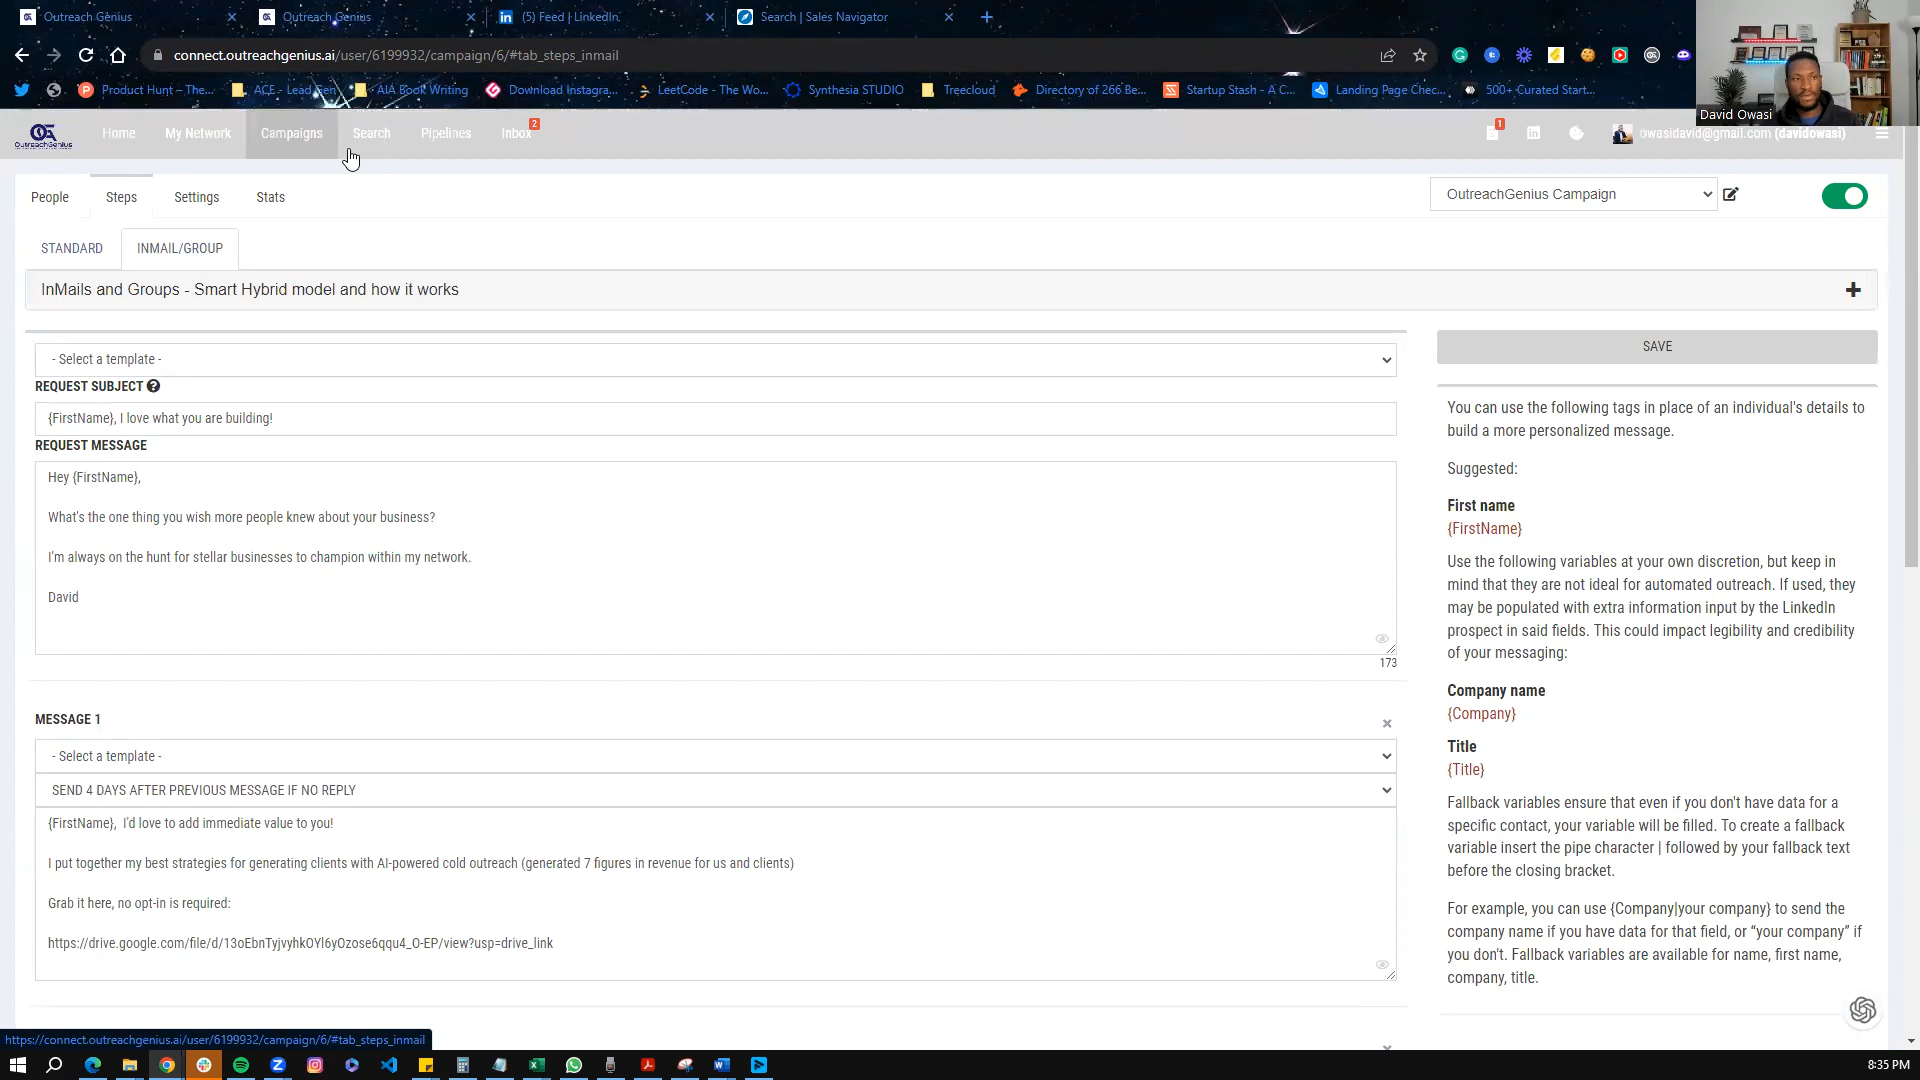 Outreach Genius
Outreach Genius
(5) Feed | LinkedIn
Search | Sales Navigator
connect.outreachgenius.ai/user/6199932/campaign/6/#tab_steps_inmail
Product Hunt – The...
ACE - Lead Gen
AIA Book Writing
Download Instagra...
LeetCode - The Wo...
Synthesia STUDIO
Treecloud
Directory of 266 Be...
Startup Stash - A C...
Landing Page Chec...
500+ Curated Start...
David Owasi
OutreachGenius
Home
My Network
Campaigns
Search
Pipelines
Inbox
2
1
owasidavid@gmail.com (davidowasi)
People
Steps
Settings
Stats
OutreachGenius Campaign
STANDARD
INMAIL/GROUP
InMails and Groups - Smart Hybrid model and how it works
- Select a template -
REQUEST SUBJECT
{FirstName}, I love what you are building!
REQUEST MESSAGE
Hey {FirstName},
What's the one thing you wish more people knew about your business?
I'm always on the hunt for stellar businesses to champion within my network.
David
173
MESSAGE 1
- Select a template -
SEND 4 DAYS AFTER PREVIOUS MESSAGE IF NO REPLY
{FirstName}, I'd love to add immediate value to you!
I put together my best strategies for generating clients with AI-powered cold outreach (generated 7 figures in revenue for us and clients)
Grab it here, no opt-in is required:
https://drive.google.com/file/d/13oEbnTyjvyhkOYl6yOzose6qqu4_O-EP/view?usp=drive_link
SAVE
You can use the following tags in place of an individual's details to
build a more personalized message.
Suggested:
First name
{FirstName}
Use the following variables at your own discretion, but keep in
mind that they are not ideal for automated outreach. If used, they
may be populated with extra information input by the LinkedIn
prospect in said fields. This could impact legibility and credibility
of your messaging:
Company name
{Company}
Title
{Title}
Fallback variables ensure that even if you don't have data for a
specific contact, your variable will be filled. To create a fallback
variable insert the pipe character | followed by your fallback text
before the closing bracket.
For example, you can use {Company|your company} to send the
company name if you have data for that field, or “your company” if
you don't. Fallback variables are available for name, first name,
company, title.
https://connect.outreachgenius.ai/user/6199932/campaign/6/#tab_steps_inmail
8:35 PM